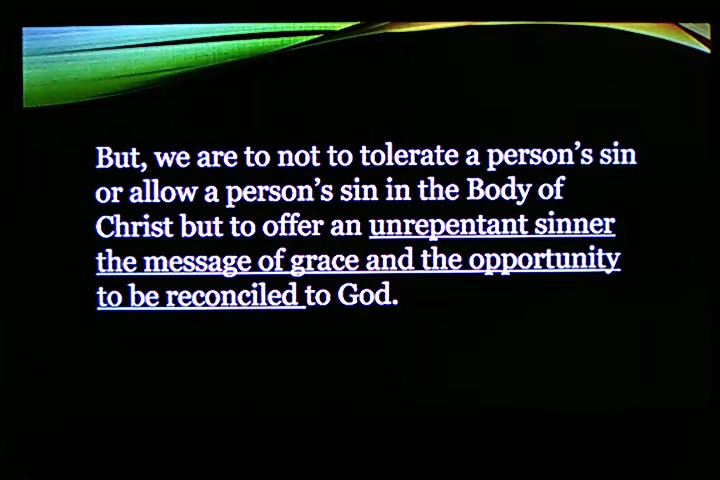 But, we are to not to tolerate a person’s sin
or allow a person’s sin in the Body of
Christ but to offer an unrepentant sinner
the message of grace and the opportunity
to be reconciled to God.